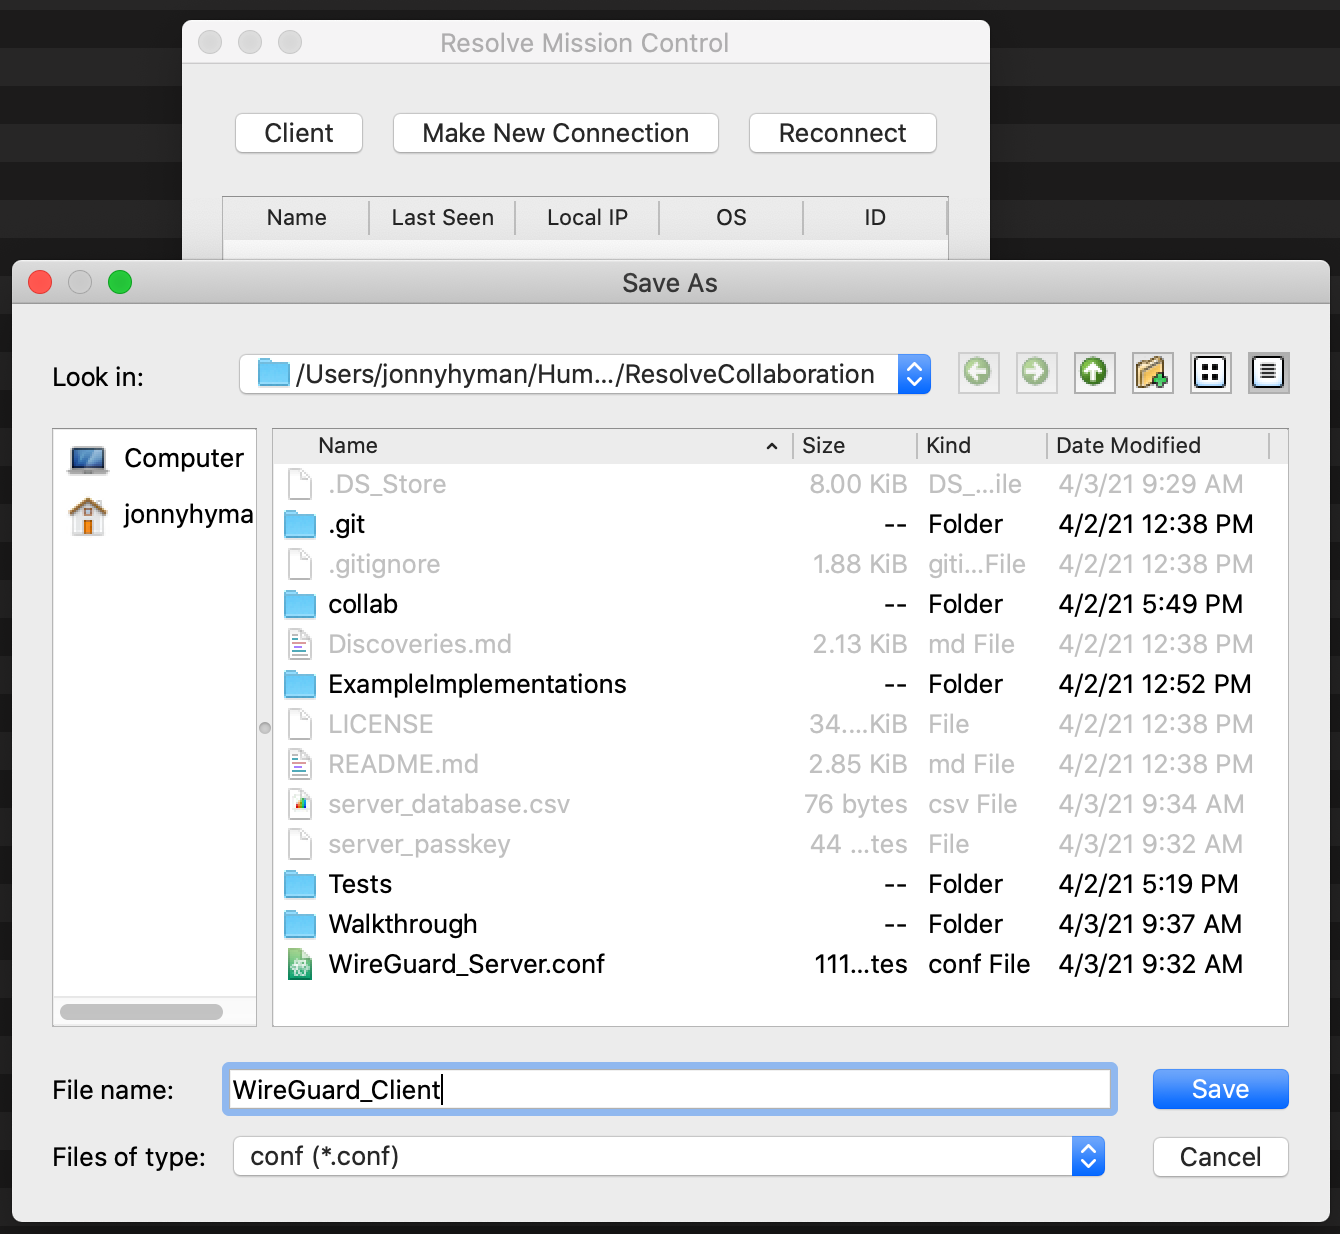 Resolve Mission Control
Client Make New Connection Reconnect
Name Last Seen Local IP OS ID
Save As
Look in: /Users/jonnyhyman/Hum.../ResolveCollaboration
Computer
jonnyhyma
Name Size Kind Date Modified
.DS_Store 8.00 KiB DS_...ile 4/3/21 9:29 AM
.git -- Folder 4/2/21 12:38 PM
.gitignore 1.88 KiB giti...File 4/2/21 12:38 PM
collab -- Folder 4/2/21 5:49 PM
Discoveries.md 2.13 KiB md File 4/2/21 12:38 PM
ExampleImplementations -- Folder 4/2/21 12:52 PM
LICENSE 34....KiB File 4/2/21 12:38 PM
README.md 2.85 KiB md File 4/2/21 12:38 PM
server_database.csv 76 bytes csv File 4/3/21 9:34 AM
server_passkey 44 ...tes File 4/3/21 9:32 AM
Tests -- Folder 4/2/21 5:19 PM
Walkthrough -- Folder 4/3/21 9:37 AM
WireGuard_Server.conf 111...tes conf File 4/3/21 9:32 AM
File name: WireGuard_Client Save
Files of type: conf (*.conf) Cancel